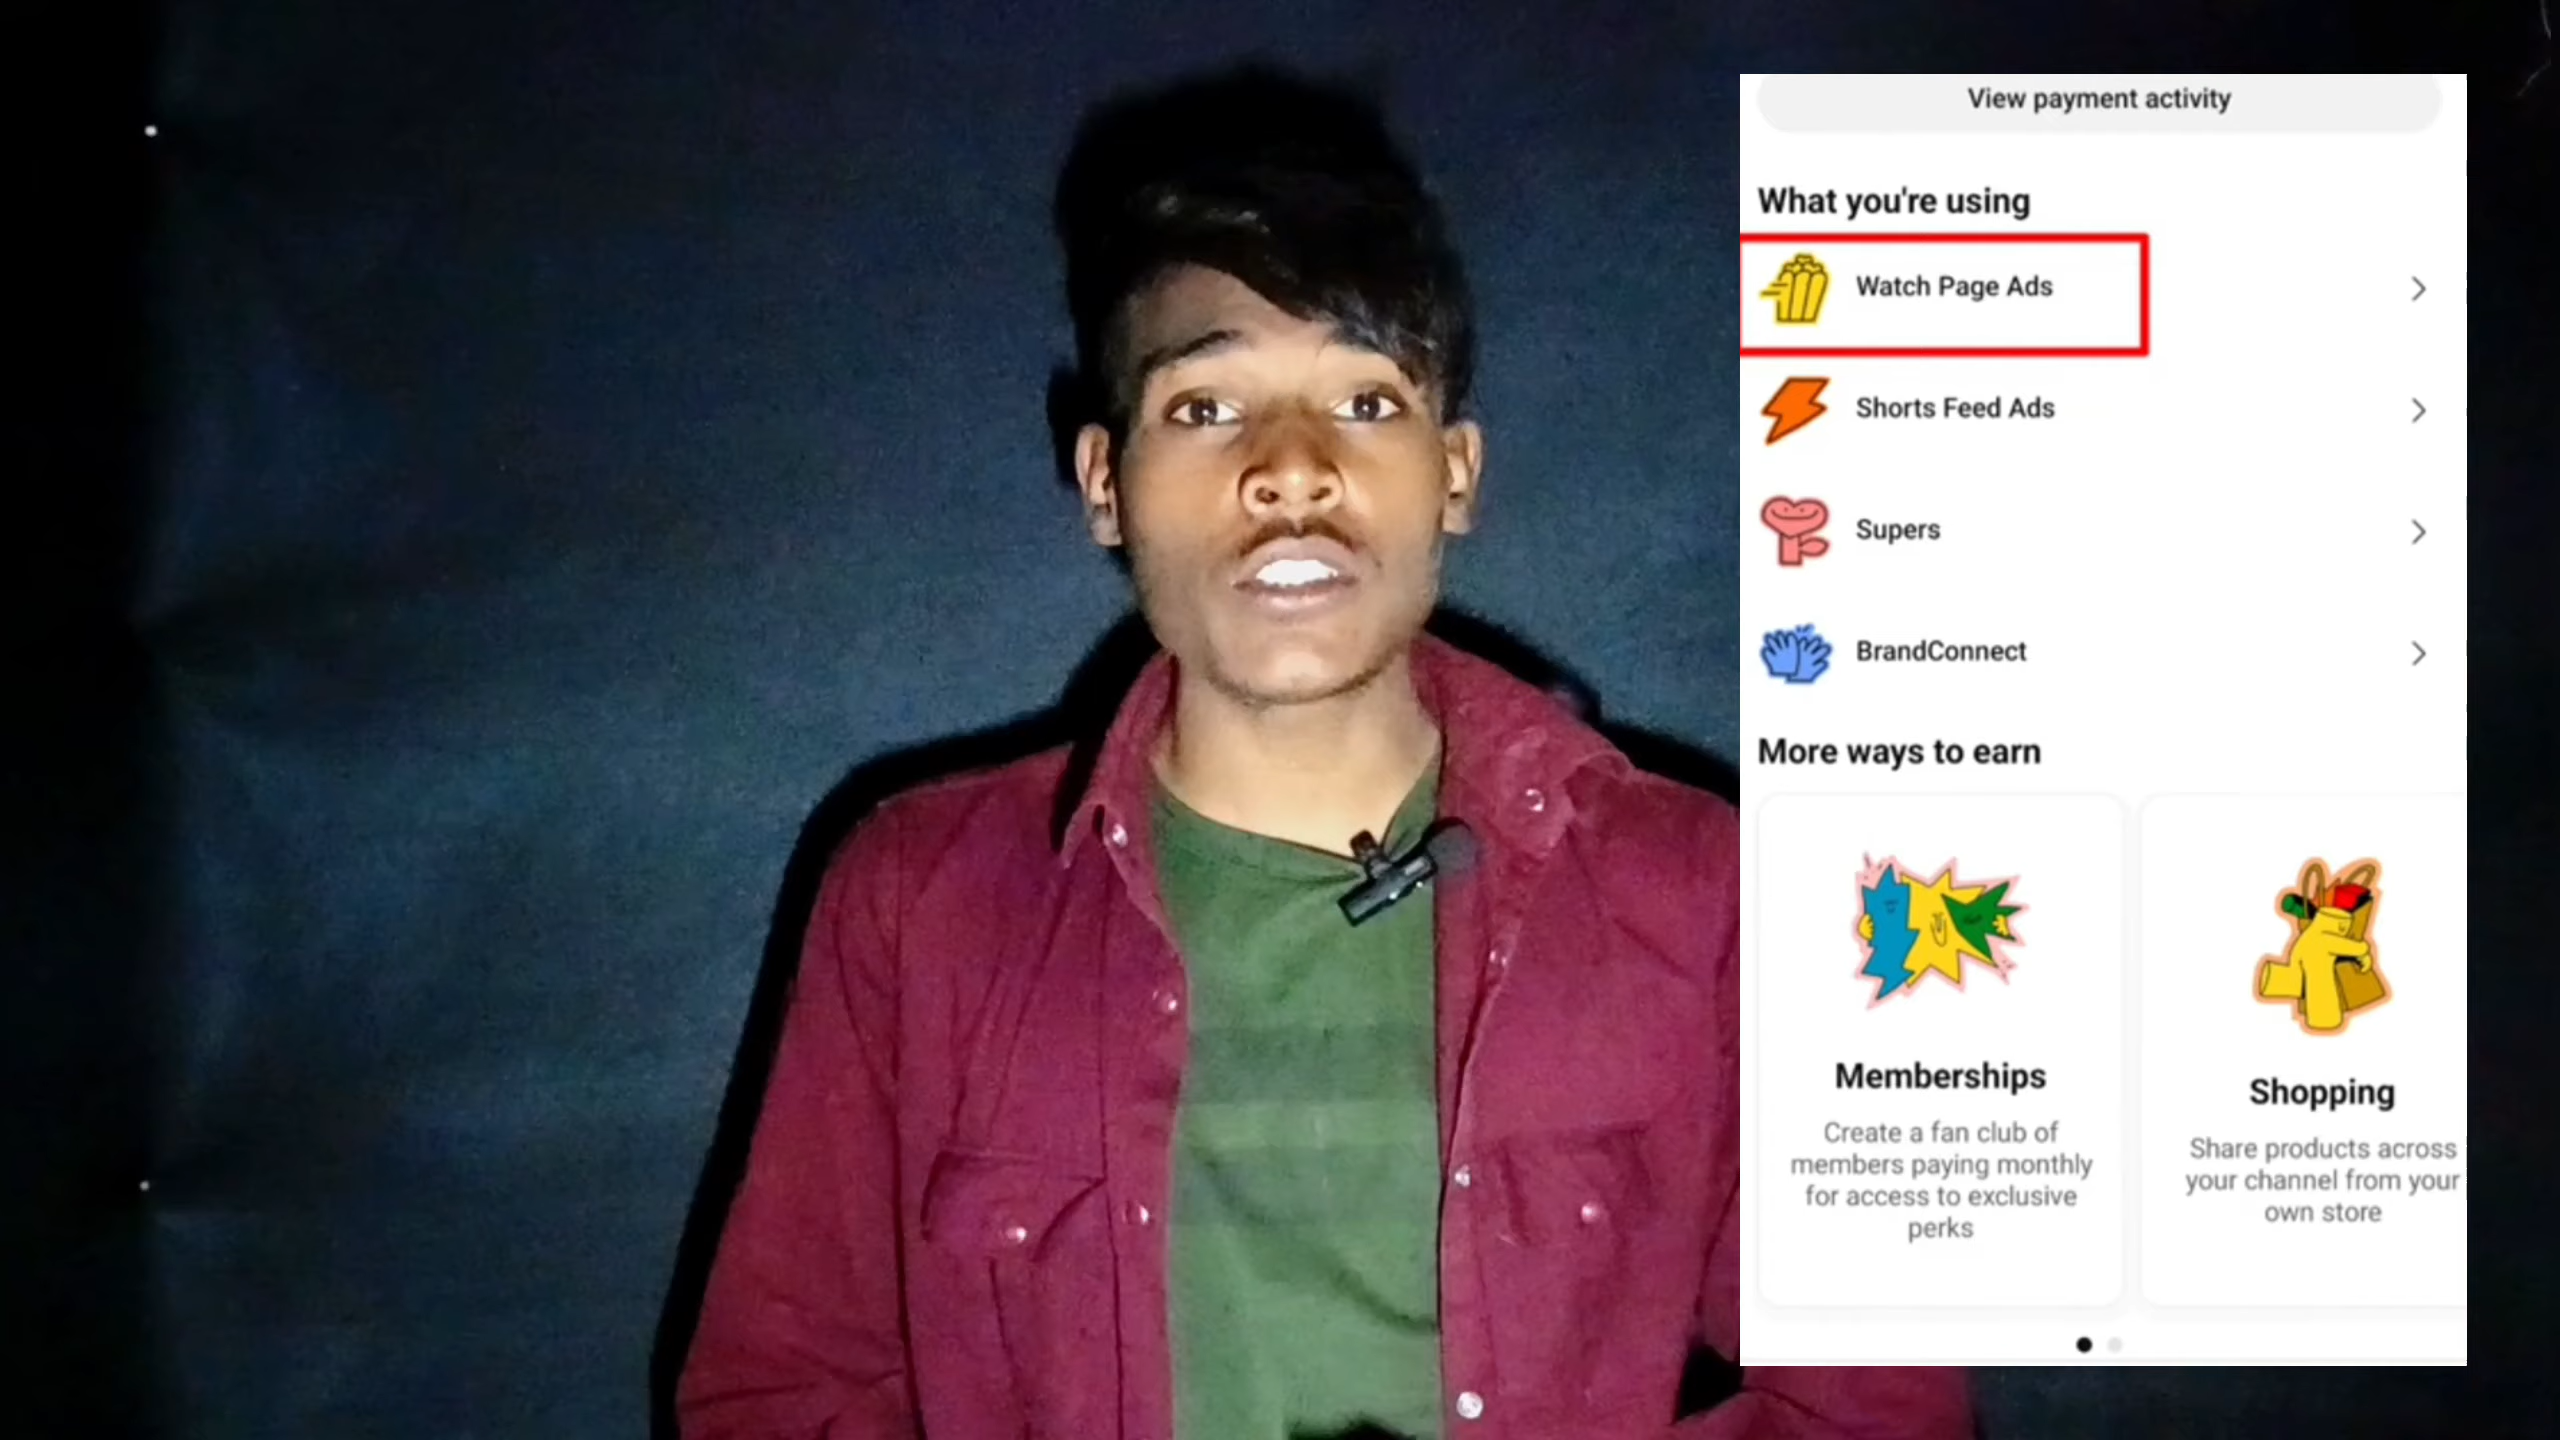 View payment activity
What you're using
Watch Page Ads
Shorts Feed Ads
Supers
BrandConnect
More ways to earn
Memberships
Create a fan club of
members paying monthly
for access to exclusive
perks
Shopping
Share products across
your channel from your
own store